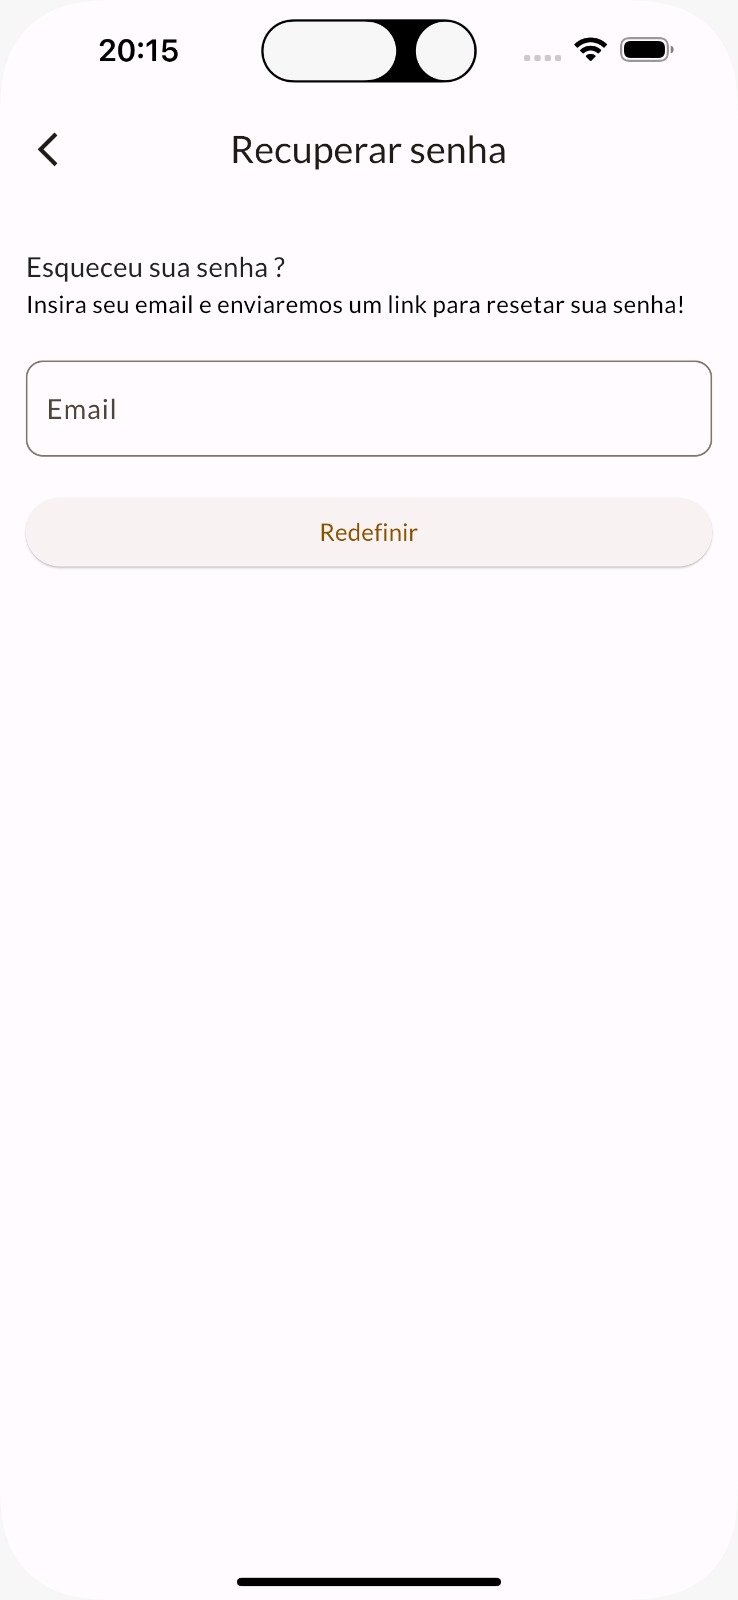 20:15
Recuperar senha
Esqueceu sua senha ?
Insira seu email e enviaremos um link para resetar sua senha!
Email
Redefinir